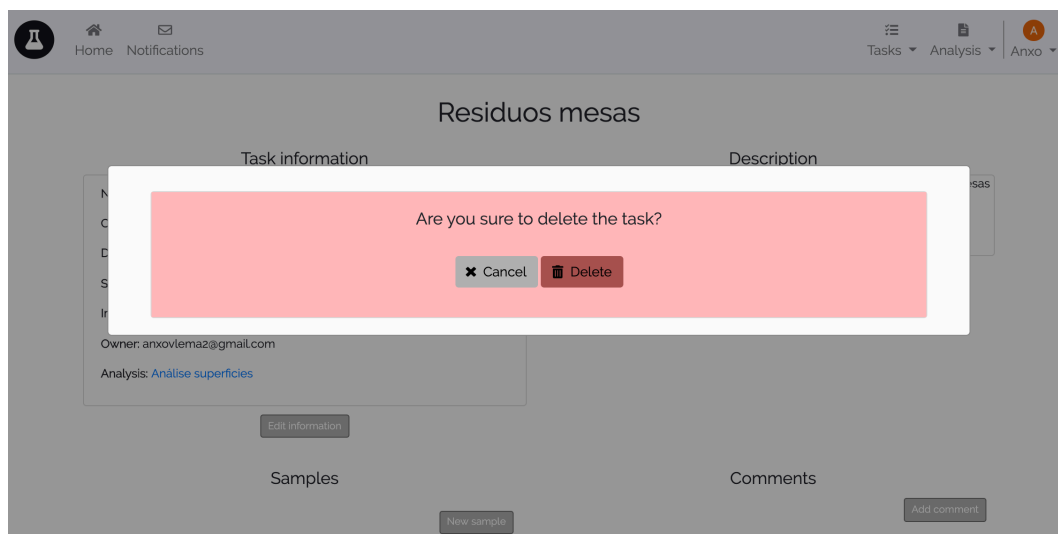 Home Notifications
Tasks Analysis A Anxo
Residuos mesas
Task information
Description
Are you sure to delete the task?
Cancel Delete
Owner: anxovlema2@gmail.com
Analysis: Análise superficies
Edit information
Samples
Comments
New sample
Add comment